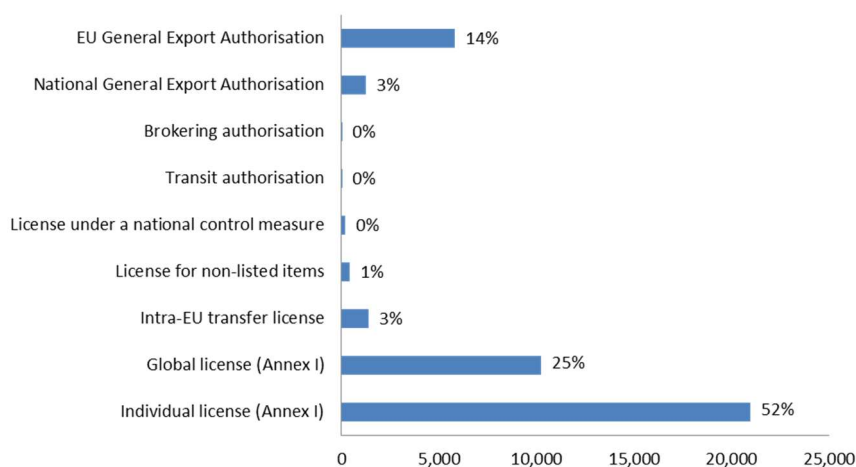 EU General Export Authorisation 14%
National General Export Authorisation 3%
Brokering authorisation 0%
Transit authorisation 0%
License under a national control measure 0%
License for non-listed items 1%
Intra-EU transfer license 3%
Global license (Annex I) 25%
Individual license (Annex I) 52%
0 5,000 10,000 15,000 20,000 25,000